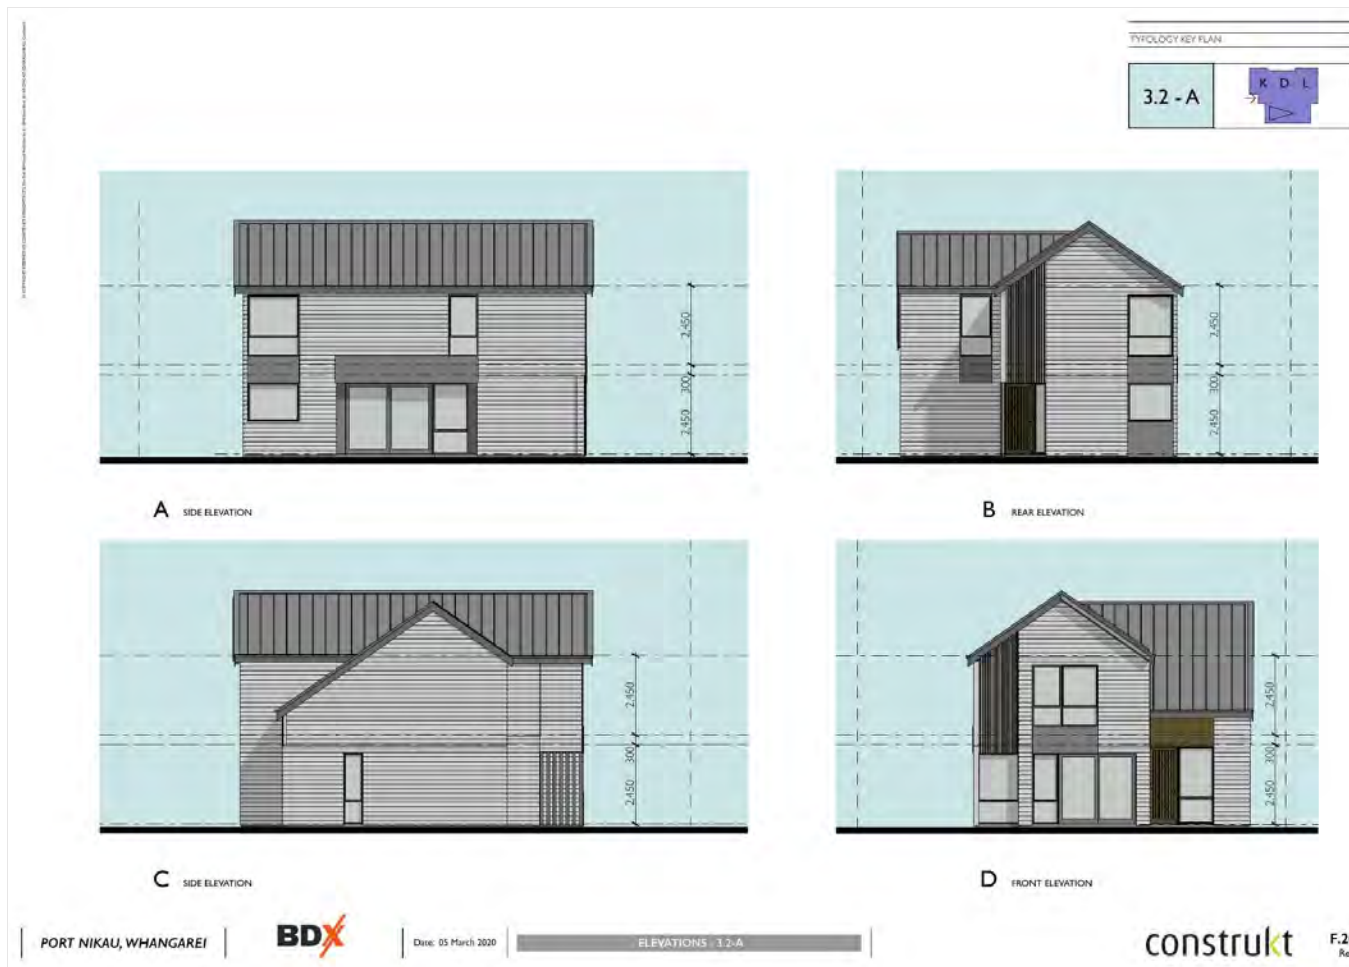 TYPOLOGY KEY PLAN
3.2 - A
K D L
2,450
300
2,450
2,450
300
2,450
A SIDE ELEVATION
B REAR ELEVATION
2,450
300
2,450
2,450
300
2,450
C SIDE ELEVATION
D FRONT ELEVATION
PORT NIKAU, WHANGAREI
BDX
Date: 05 March 2020
ELEVATIONS - 3.2-A
construkt
F.2
Re